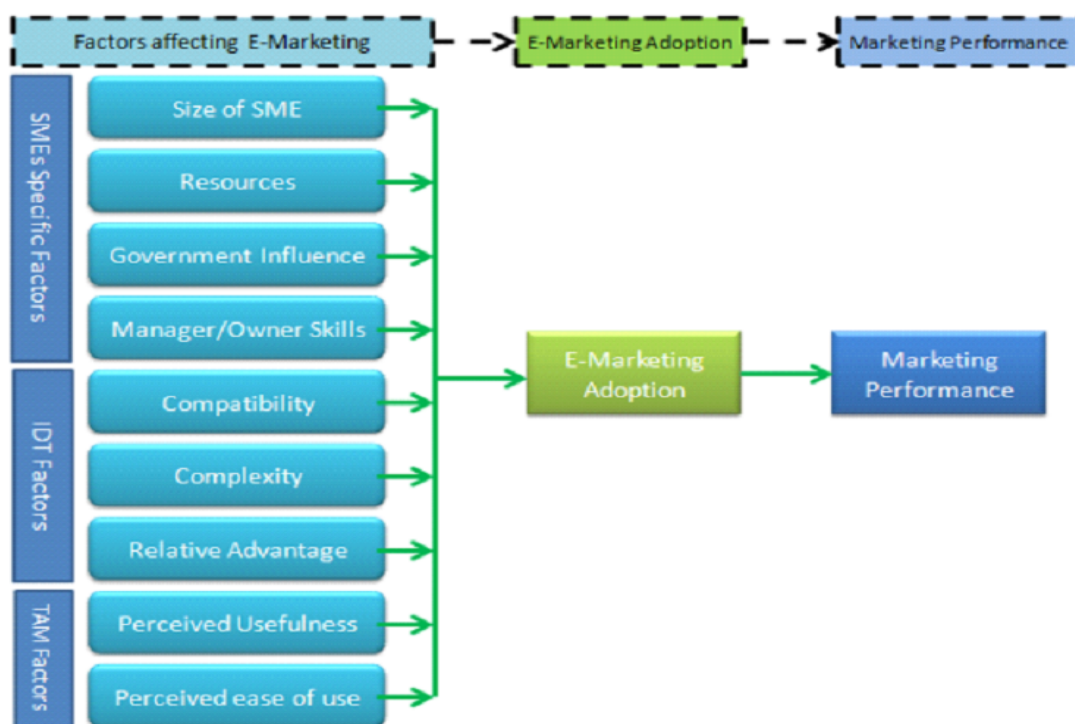 Factors affecting E-Marketing
E-Marketing Adoption
Marketing Performance
SMEs Specific Factors
Size of SME
Resources
Government Influence
Manager/Owner Skills
IDT Factors
Compatibility
Complexity
Relative Advantage
TAM Factors
Perceived Usefulness
Perceived ease of use
E-Marketing
Adoption
Marketing
Performance